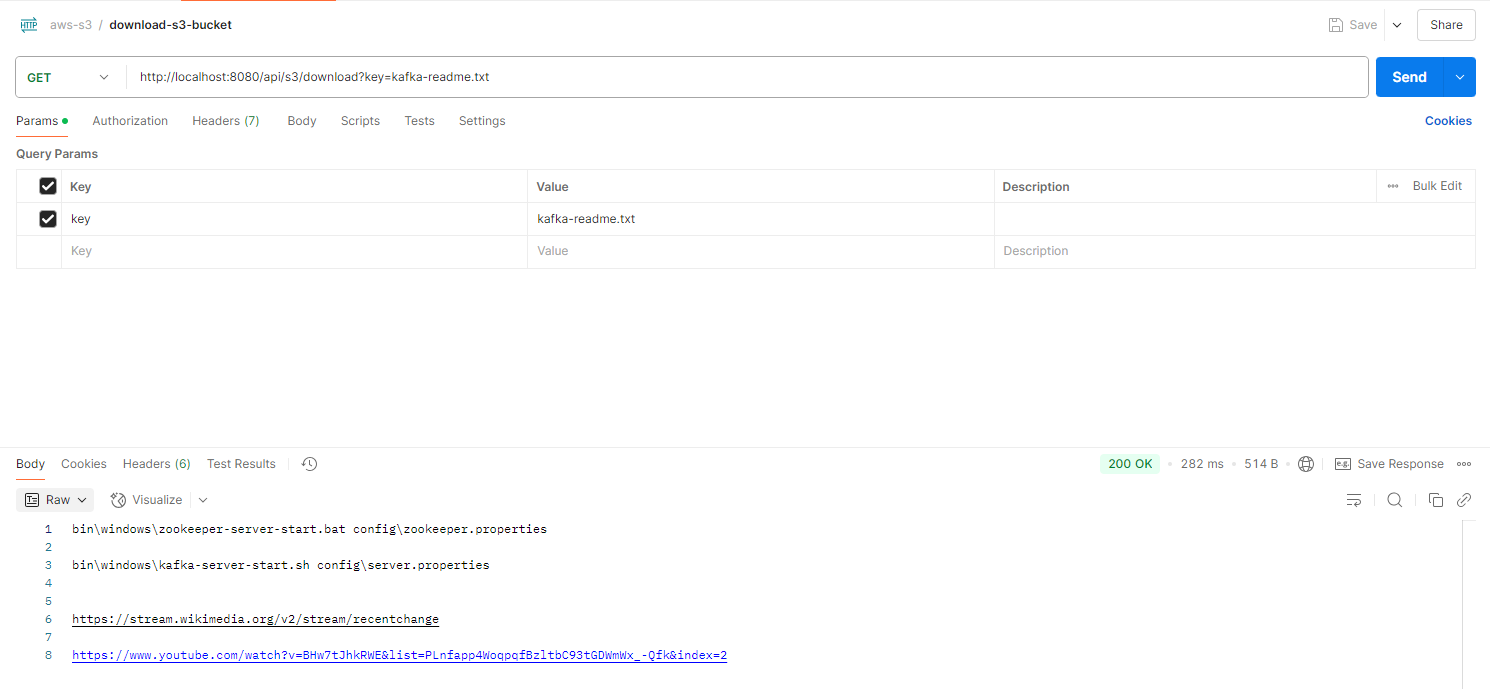 HTTP aws-s3 / download-s3-bucket Save Share
GET http://localhost:8080/api/s3/download?key=kafka-readme.txt Send
Params Authorization Headers (7) Body Scripts Tests Settings Cookies
Query Params
Key Value Description Bulk Edit
key kafka-readme.txt
Key Value Description
Body Cookies Headers (6) Test Results 200 OK 282 ms 514 B e.g. Save Response
Raw Visualize
1 bin\windows\zookeeper-server-start.bat config\zookeeper.properties
2
3 bin\windows\kafka-server-start.sh config\server.properties
4
5
6 https://stream.wikimedia.org/v2/stream/recentchange
7
8 https://www.youtube.com/watch?v=BHw7tJhkRWE&list=PLnfapp4WoqpqfBzltbC93tGDWmWx_-Qfk&index=2